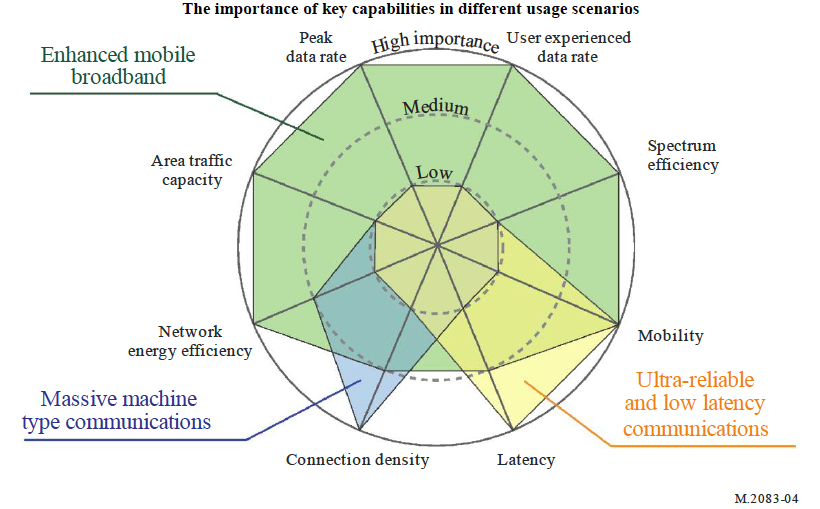 The importance of key capabilities in different usage scenarios
Enhanced mobile
broadband
Peak
data rate
High importance
User experienced
data rate
Medium
Low
Area traffic
capacity
Spectrum
efficiency
Network
energy efficiency
Mobility
Massive machine
type communications
Ultra-reliable
and low latency
communications
Connection density
Latency
M.2083-04